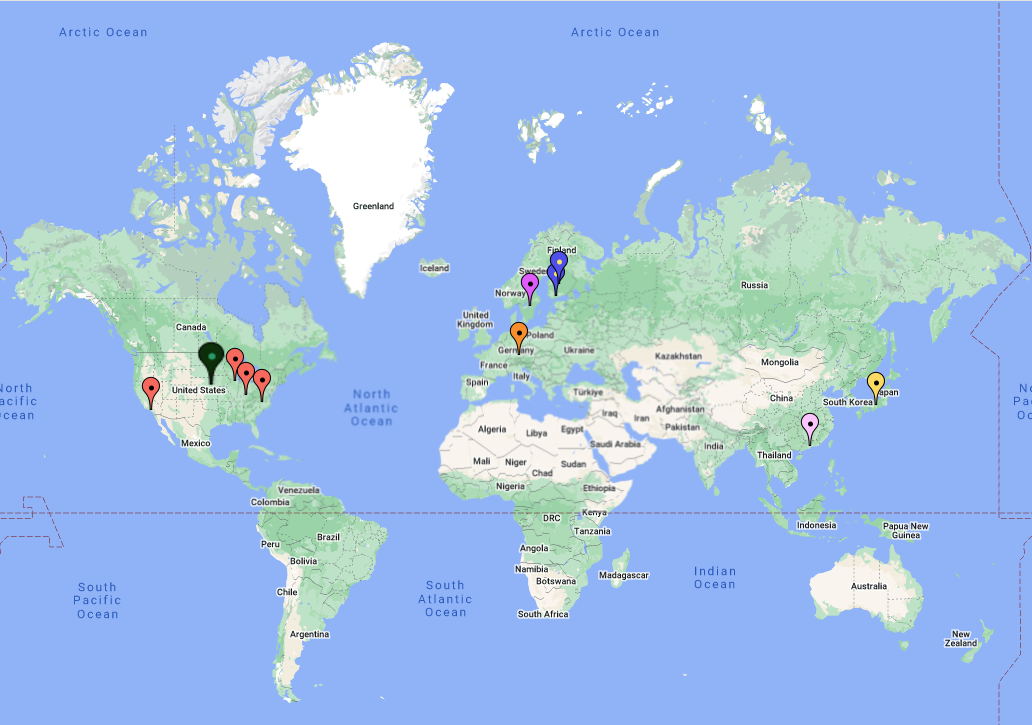 Arctic Ocean
Arctic Ocean
Greenland
Finland
Iceland
Sweden
Norway
Russia
Canada
United
Kingdom
Poland
Germany
Ukraine
Kazakhstan
Mongolia
France
United States
Italy
Spain
Türkiye
China
South Korea
apan
North
Atlantic
Ocean
North
acific
Ocean
No
Pa
Oc
Iraq
Iran
Afghanistan
Pakistan
Mexico
Algeria
Libya
Egypt
Saudi Arabia
India
Thailand
Mali
Niger
Chad
Sudan
Nigeria
Ethiopia
Venezuela
Colombia
DRC
Kenya
Tanzania
Indonesia
Papua New
Guinea
Peru
Brazil
Bolivia
Angola
Namibia
Botswana
Madagascar
Indian
Ocean
Australia
South
Pacific
Ocean
Chile
South
Atlantic
Ocean
South Africa
Argentina
New
Zealand